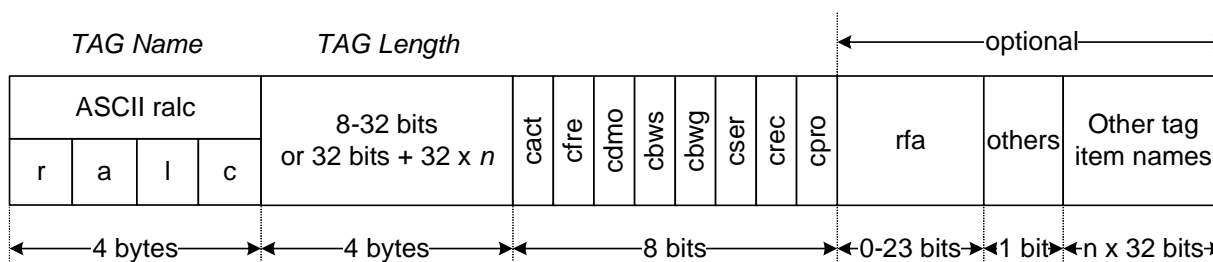 TAG Name
TAG Length
optional
ASCII ralc
r a l c
8-32 bits
or 32 bits + 32 x n
cact
cfre
cdmo
cbws
cbwg
cser
crec
cpro
rfa
others
Other tag
item names
4 bytes
4 bytes
8 bits
0-23 bits
1 bit
n x 32 bits